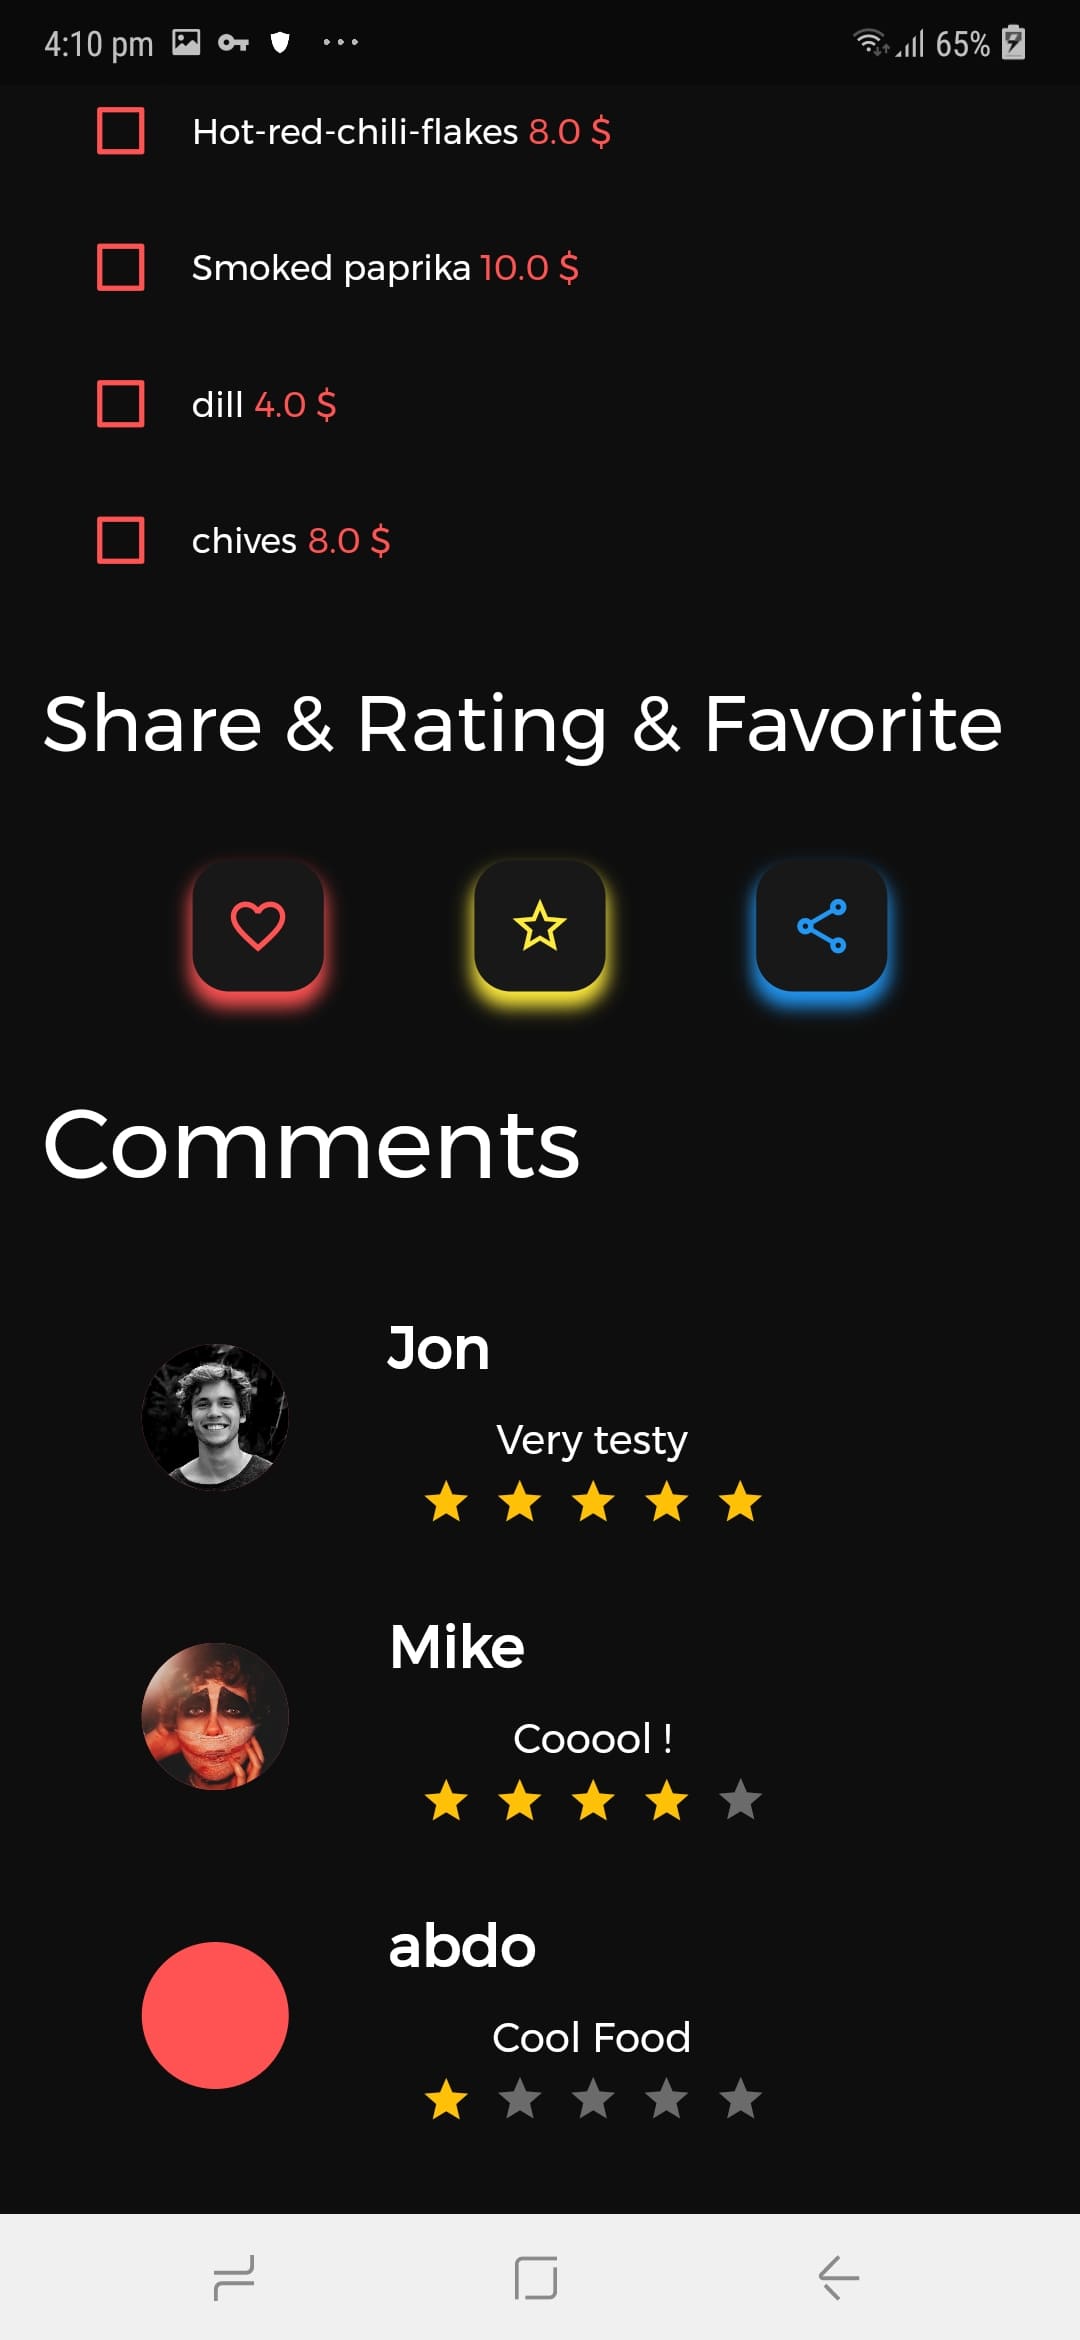 4:10 pm 65%
Hot-red-chili-flakes 8.0 $
Smoked paprika 10.0 $
dill 4.0 $
chives 8.0 $
Share & Rating & Favorite
Comments
Jon
Very testy
Mike
Cooool !
abdo
Cool Food